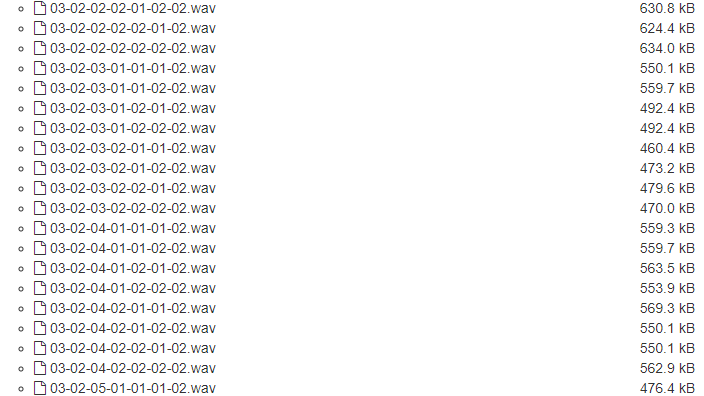 03-02-02-02-01-02-02.wav 630.8 kB
03-02-02-02-02-01-02.wav 624.4 kB
03-02-02-02-02-02-02.wav 634.0 kB
03-02-03-01-01-01-02.wav 550.1 kB
03-02-03-01-01-02-02.wav 559.7 kB
03-02-03-01-02-01-02.wav 492.4 kB
03-02-03-01-02-02-02.wav 492.4 kB
03-02-03-02-01-01-02.wav 460.4 kB
03-02-03-02-01-02-02.wav 473.2 kB
03-02-03-02-02-01-02.wav 479.6 kB
03-02-03-02-02-02-02.wav 470.0 kB
03-02-04-01-01-01-02.wav 559.3 kB
03-02-04-01-01-02-02.wav 559.7 kB
03-02-04-01-02-01-02.wav 563.5 kB
03-02-04-01-02-02-02.wav 553.9 kB
03-02-04-02-01-01-02.wav 569.3 kB
03-02-04-02-01-02-02.wav 550.1 kB
03-02-04-02-02-01-02.wav 550.1 kB
03-02-04-02-02-02-02.wav 562.9 kB
03-02-05-01-01-01-02.wav 476.4 kB